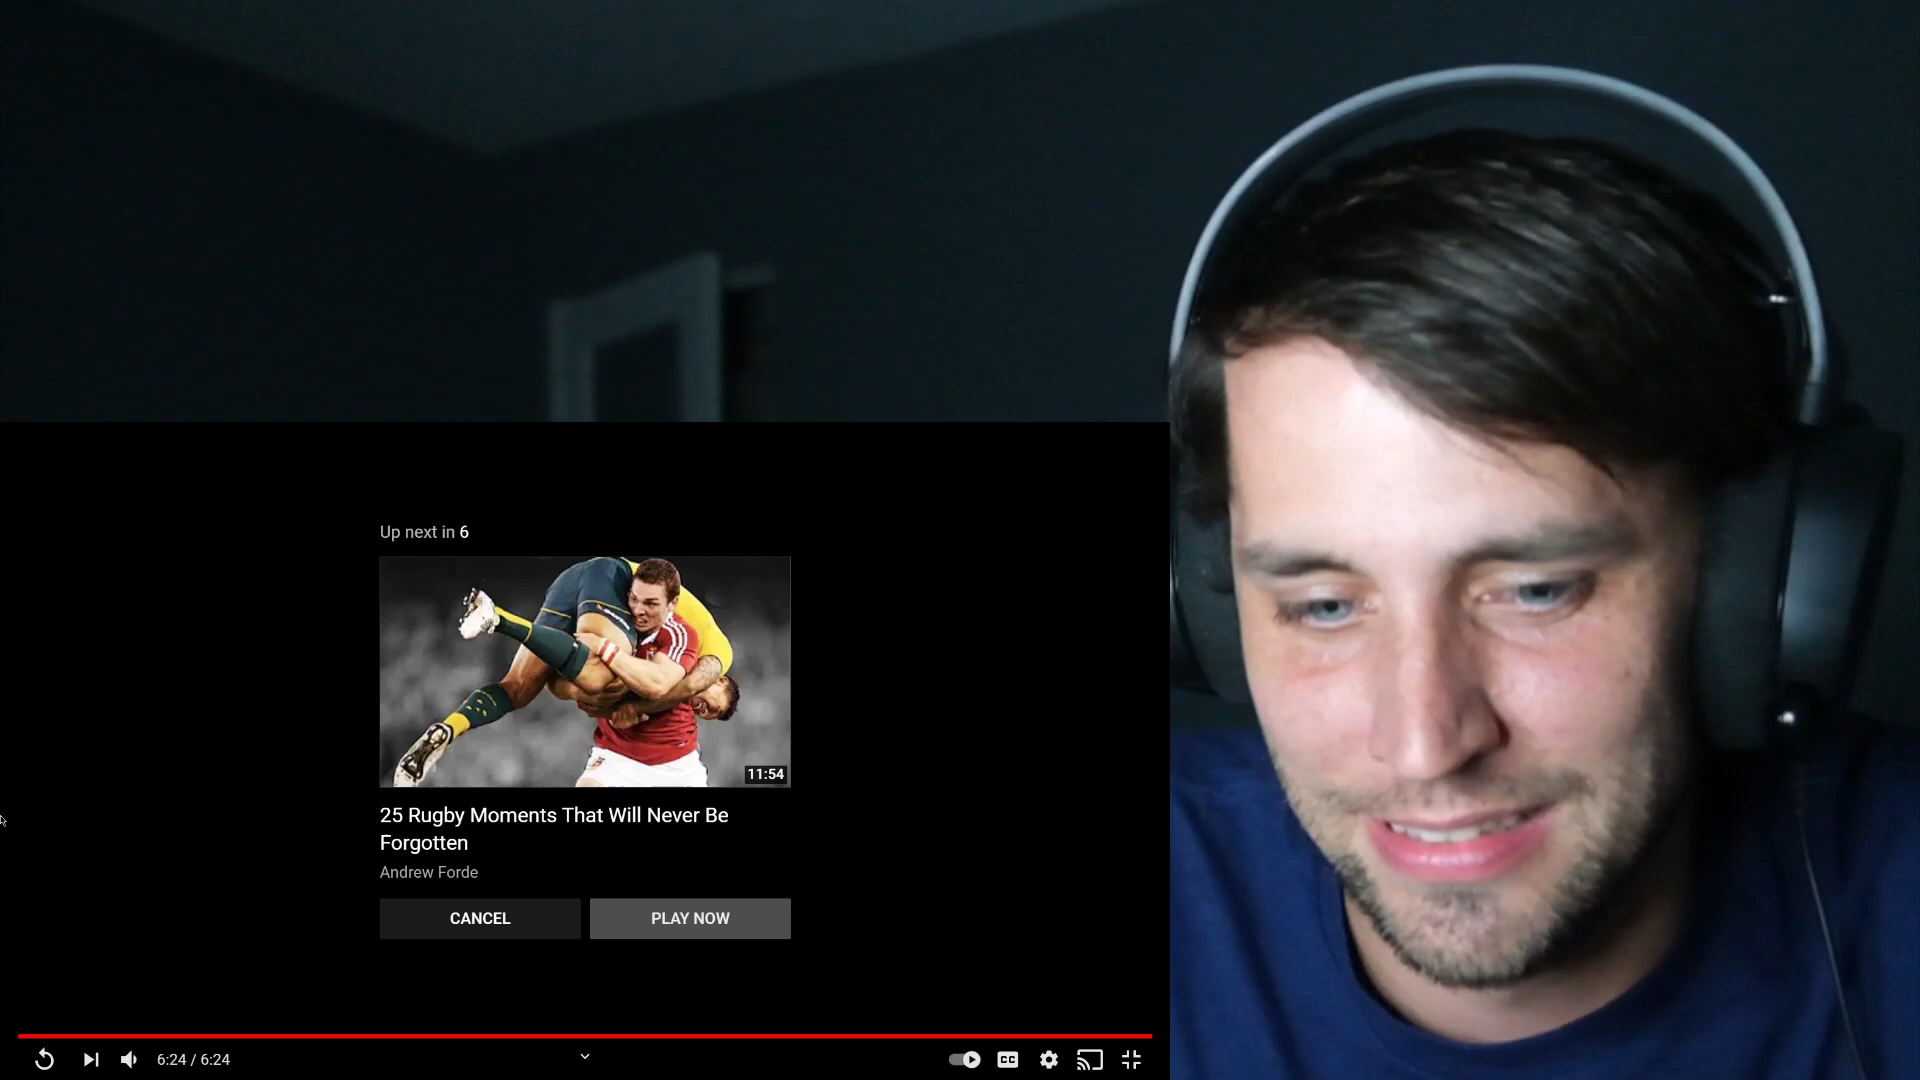 Up next in 6
11:54
25 Rugby Moments That Will Never Be
Forgotten
Andrew Forde
CANCEL
PLAY NOW
6:24 / 6:24
CC